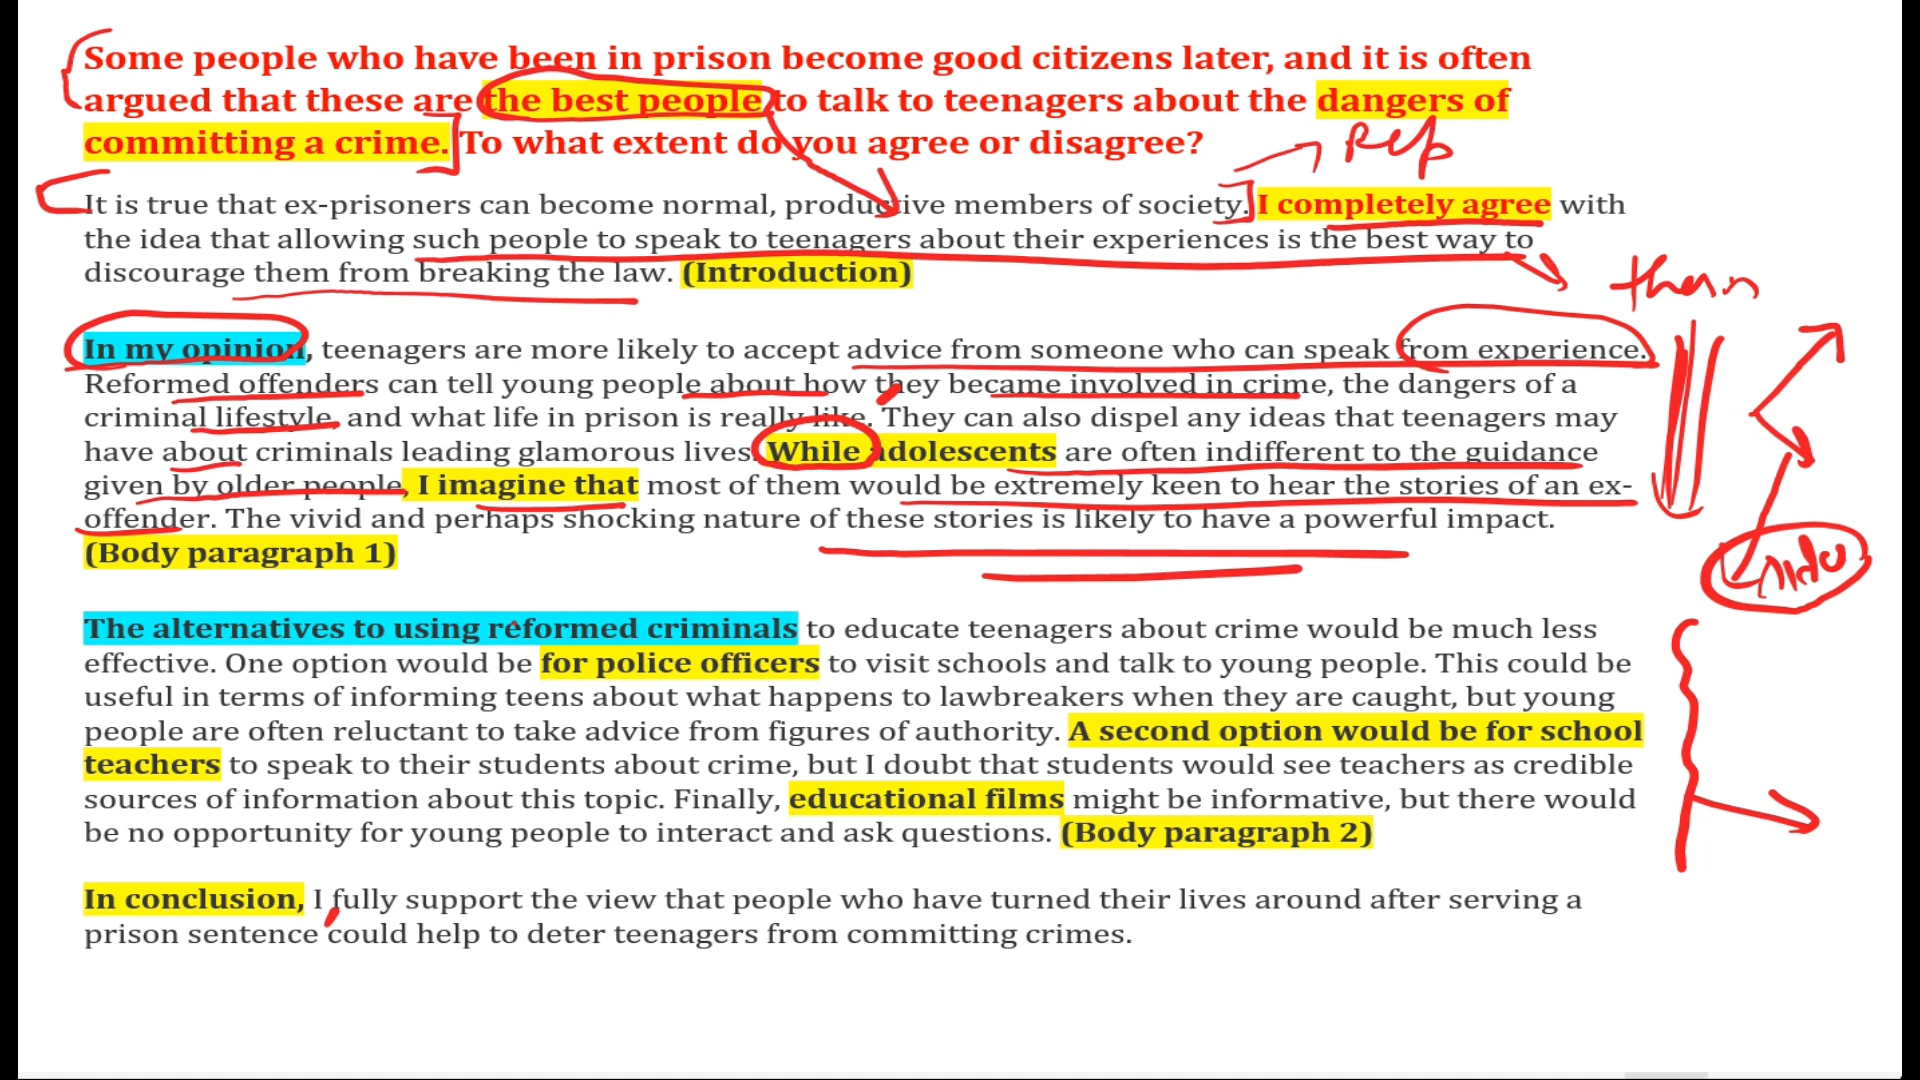 Some people who have been in prison become good citizens later, and it is often
argued that these are the best people to talk to teenagers about the dangers of
committing a crime. To what extent do you agree or disagree?
It is true that ex-prisoners can become normal, productive members of society. I completely agree with
the idea that allowing such people to speak to teenagers about their experiences is the best way to
discourage them from breaking the law. (Introduction)
In my opinion, teenagers are more likely to accept advice from someone who can speak from experience.
Reformed offenders can tell young people about how they became involved in crime, the dangers of a
criminal lifestyle, and what life in prison is really like. They can also dispel any ideas that teenagers may
have about criminals leading glamorous lives. While adolescents are often indifferent to the guidance
given by older people, I imagine that most of them would be extremely keen to hear the stories of an ex-
offender. The vivid and perhaps shocking nature of these stories is likely to have a powerful impact.
(Body paragraph 1)
The alternatives to using reformed criminals to educate teenagers about crime would be much less
effective. One option would be for police officers to visit schools and talk to young people. This could be
useful in terms of informing teens about what happens to lawbreakers when they are caught, but young
people are often reluctant to take advice from figures of authority. A second option would be for school
teachers to speak to their students about crime, but I doubt that students would see teachers as credible
sources of information about this topic. Finally, educational films might be informative, but there would
be no opportunity for young people to interact and ask questions. (Body paragraph 2)
In conclusion, I fully support the view that people who have turned their lives around after serving a
prison sentence could help to deter teenagers from committing crimes.